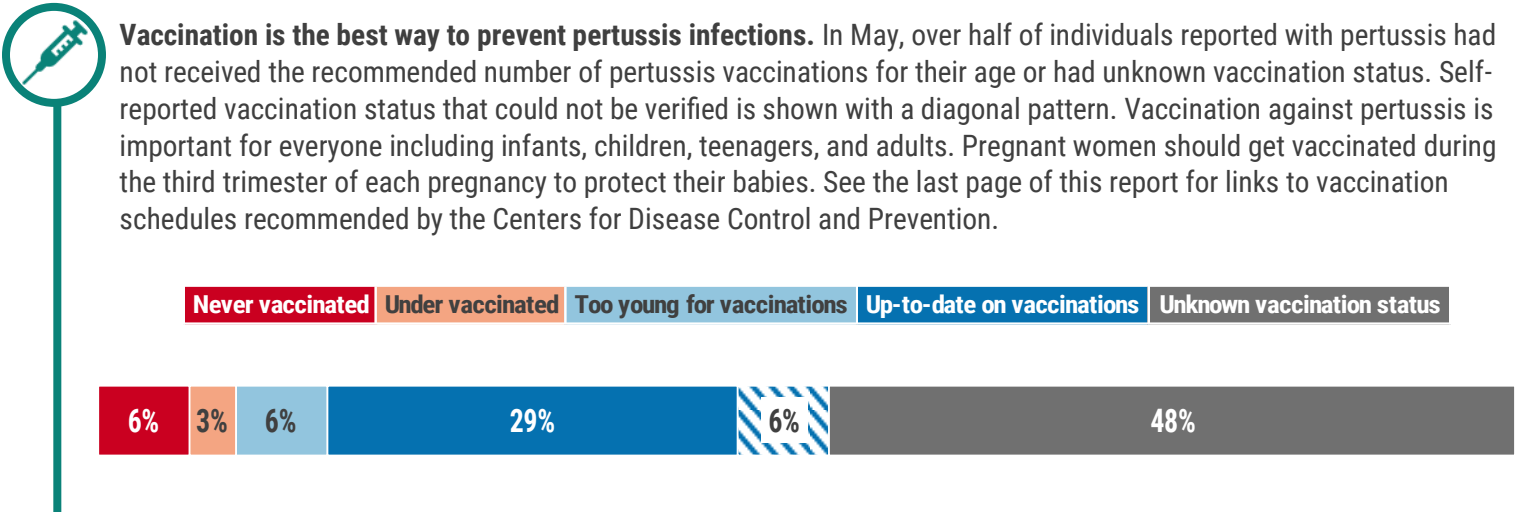 Vaccination is the best way to prevent pertussis infections. In May, over half of individuals reported with pertussis had
not received the recommended number of pertussis vaccinations for their age or had unknown vaccination status. Self-
reported vaccination status that could not be verified is shown with a diagonal pattern. Vaccination against pertussis is
important for everyone including infants, children, teenagers, and adults. Pregnant women should get vaccinated during
the third trimester of each pregnancy to protect their babies. See the last page of this report for links to vaccination
schedules recommended by the Centers for Disease Control and Prevention.
Never vaccinated Under vaccinated Too young for vaccinations Up-to-date on vaccinations Unknown vaccination status
6% 3% 6% 29% 6% 48%